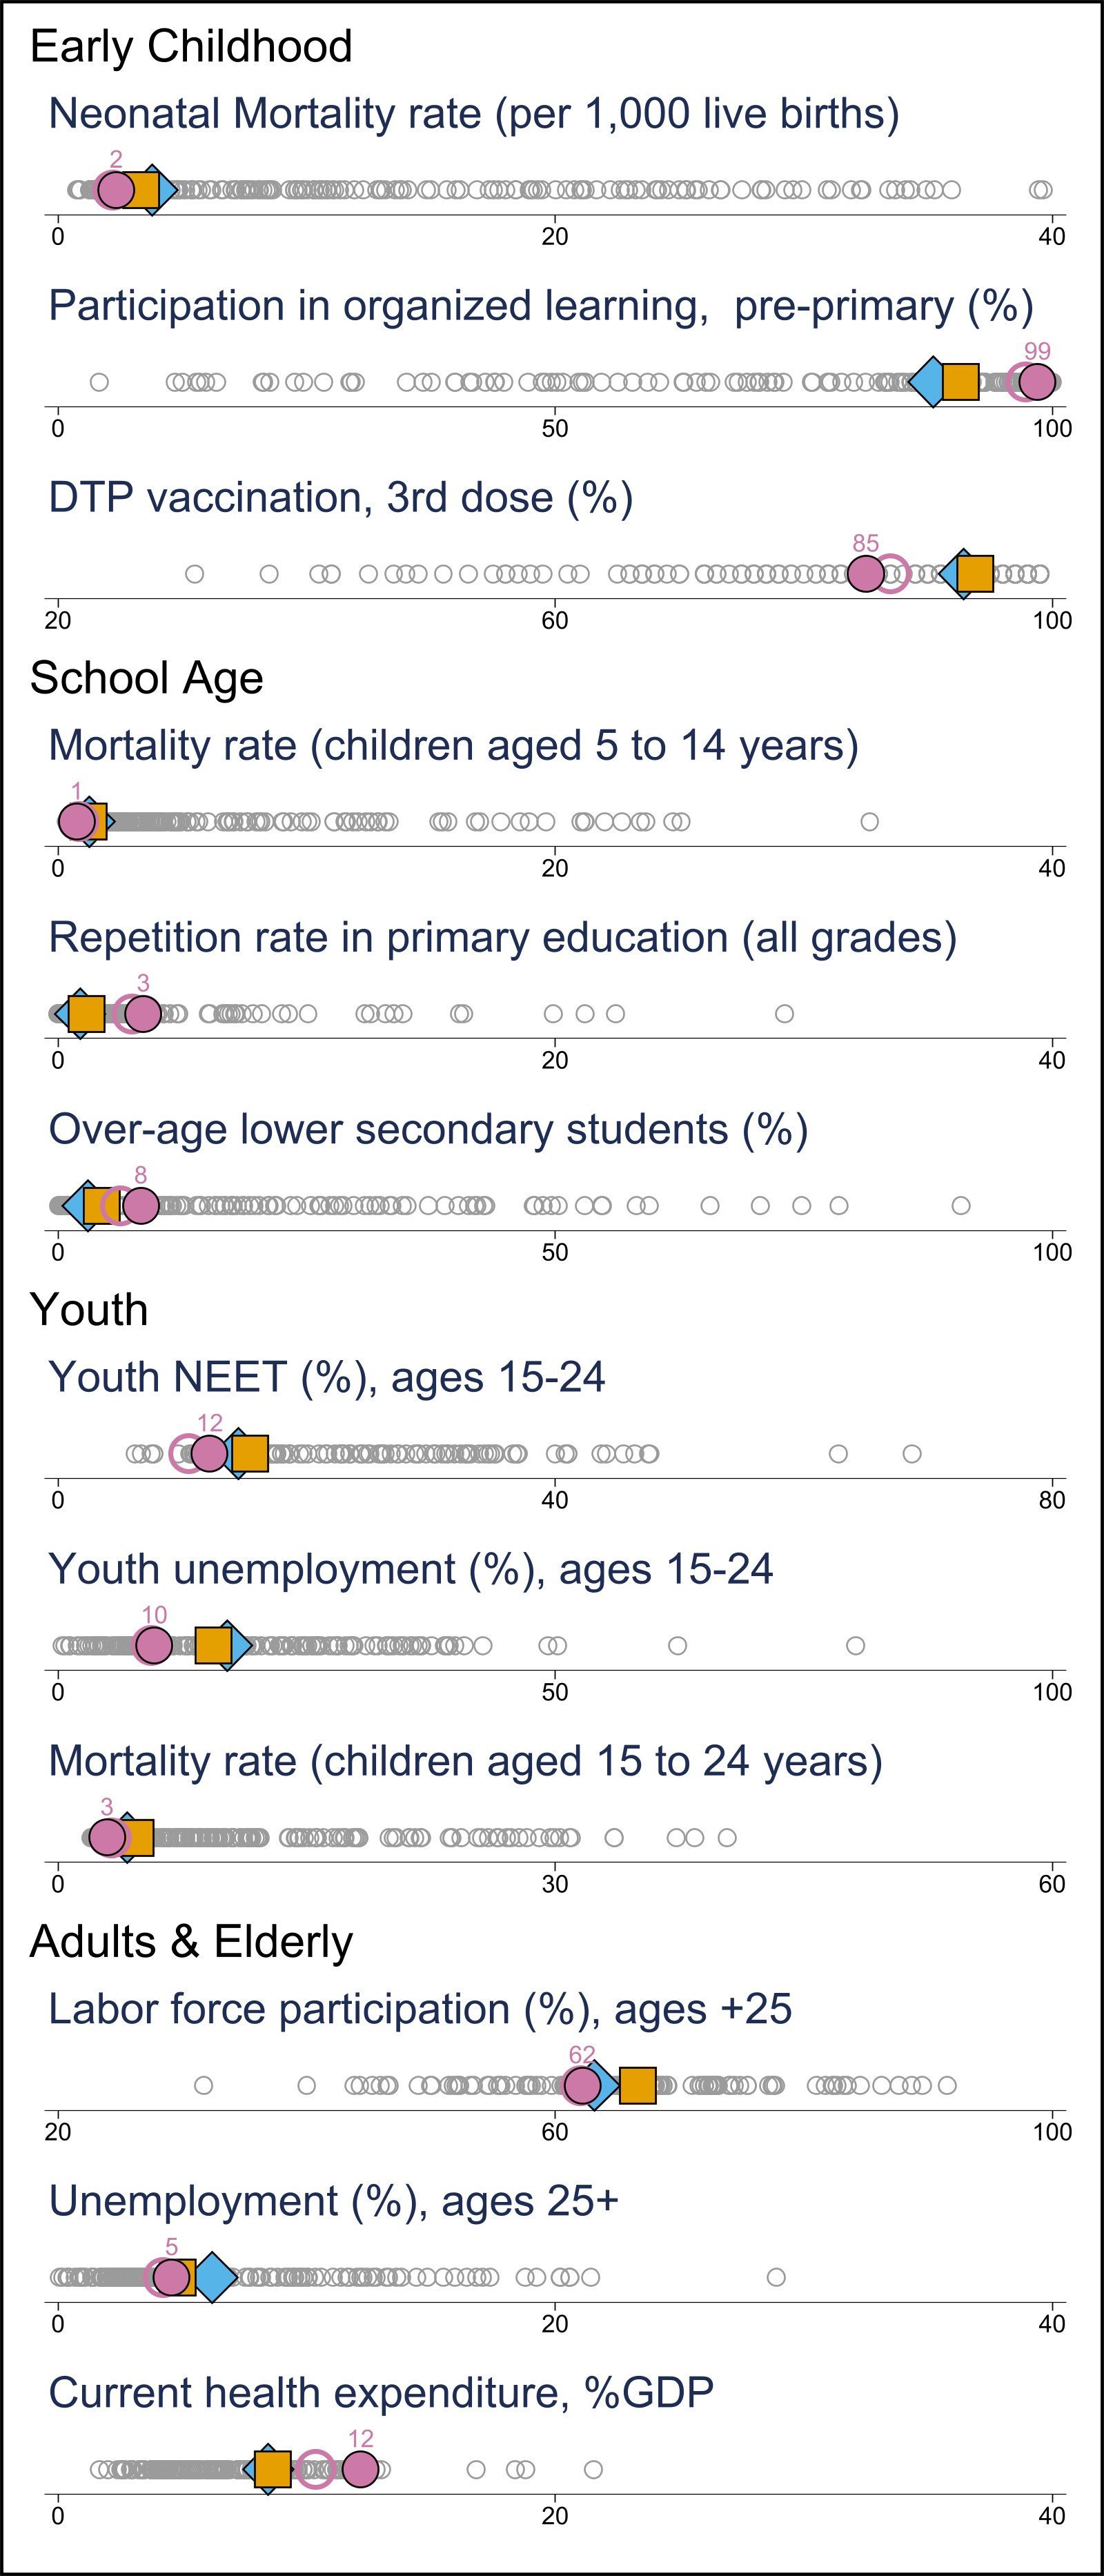 Early Childhood
Neonatal Mortality rate (per 1,000 live births)
2
0 20 40
Participation in organized learning,  pre-primary (%)
99
0 50 100
DTP vaccination, 3rd dose (%)
85
20 60 100
School Age
Mortality rate (children aged 5 to 14 years)
1
0 20 40
Repetition rate in primary education (all grades)
3
0 20 40
Over-age lower secondary students (%)
8
0 50 100
Youth
Youth NEET (%), ages 15-24
12
0 40 80
Youth unemployment (%), ages 15-24
10
0 50 100
Mortality rate (children aged 15 to 24 years)
3
0 30 60
Adults & Elderly
Labor force participation (%), ages +25
62
20 60 100
Unemployment (%), ages 25+
5
0 20 40
Current health expenditure, %GDP
12
0 20 40